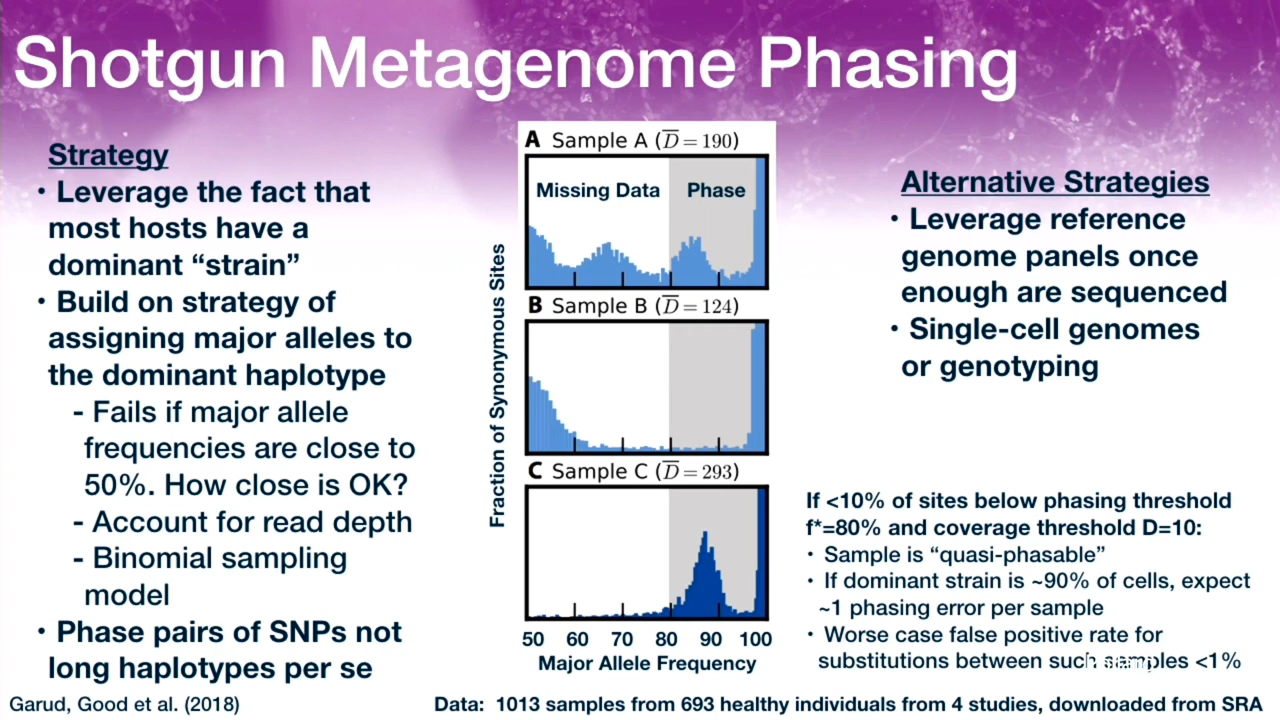 Shotgun Metagenome Phasing
Strategy
• Leverage the fact that
most hosts have a
dominant “strain”
• Build on strategy of
assigning major alleles to
the dominant haplotype
- Fails if major allele
frequencies are close to
50%. How close is OK?
- Account for read depth
- Binomial sampling
model
• Phase pairs of SNPs not
long haplotypes per se
A Sample A (D̅ = 190)
Missing Data Phase
B Sample B (D̅ = 124)
C Sample C (D̅ = 293)
Fraction of Synonymous Sites
50 60 70 80 90 100
Major Allele Frequency
Alternative Strategies
• Leverage reference
genome panels once
enough are sequenced
• Single-cell genomes
or genotyping
If <10% of sites below phasing threshold
f*=80% and coverage threshold D=10:
• Sample is “quasi-phasable”
• If dominant strain is ~90% of cells, expect
~1 phasing error per sample
• Worse case false positive rate for
substitutions between such samples <1%
Garud, Good et al. (2018)
Data: 1013 samples from 693 healthy individuals from 4 studies, downloaded from SRA